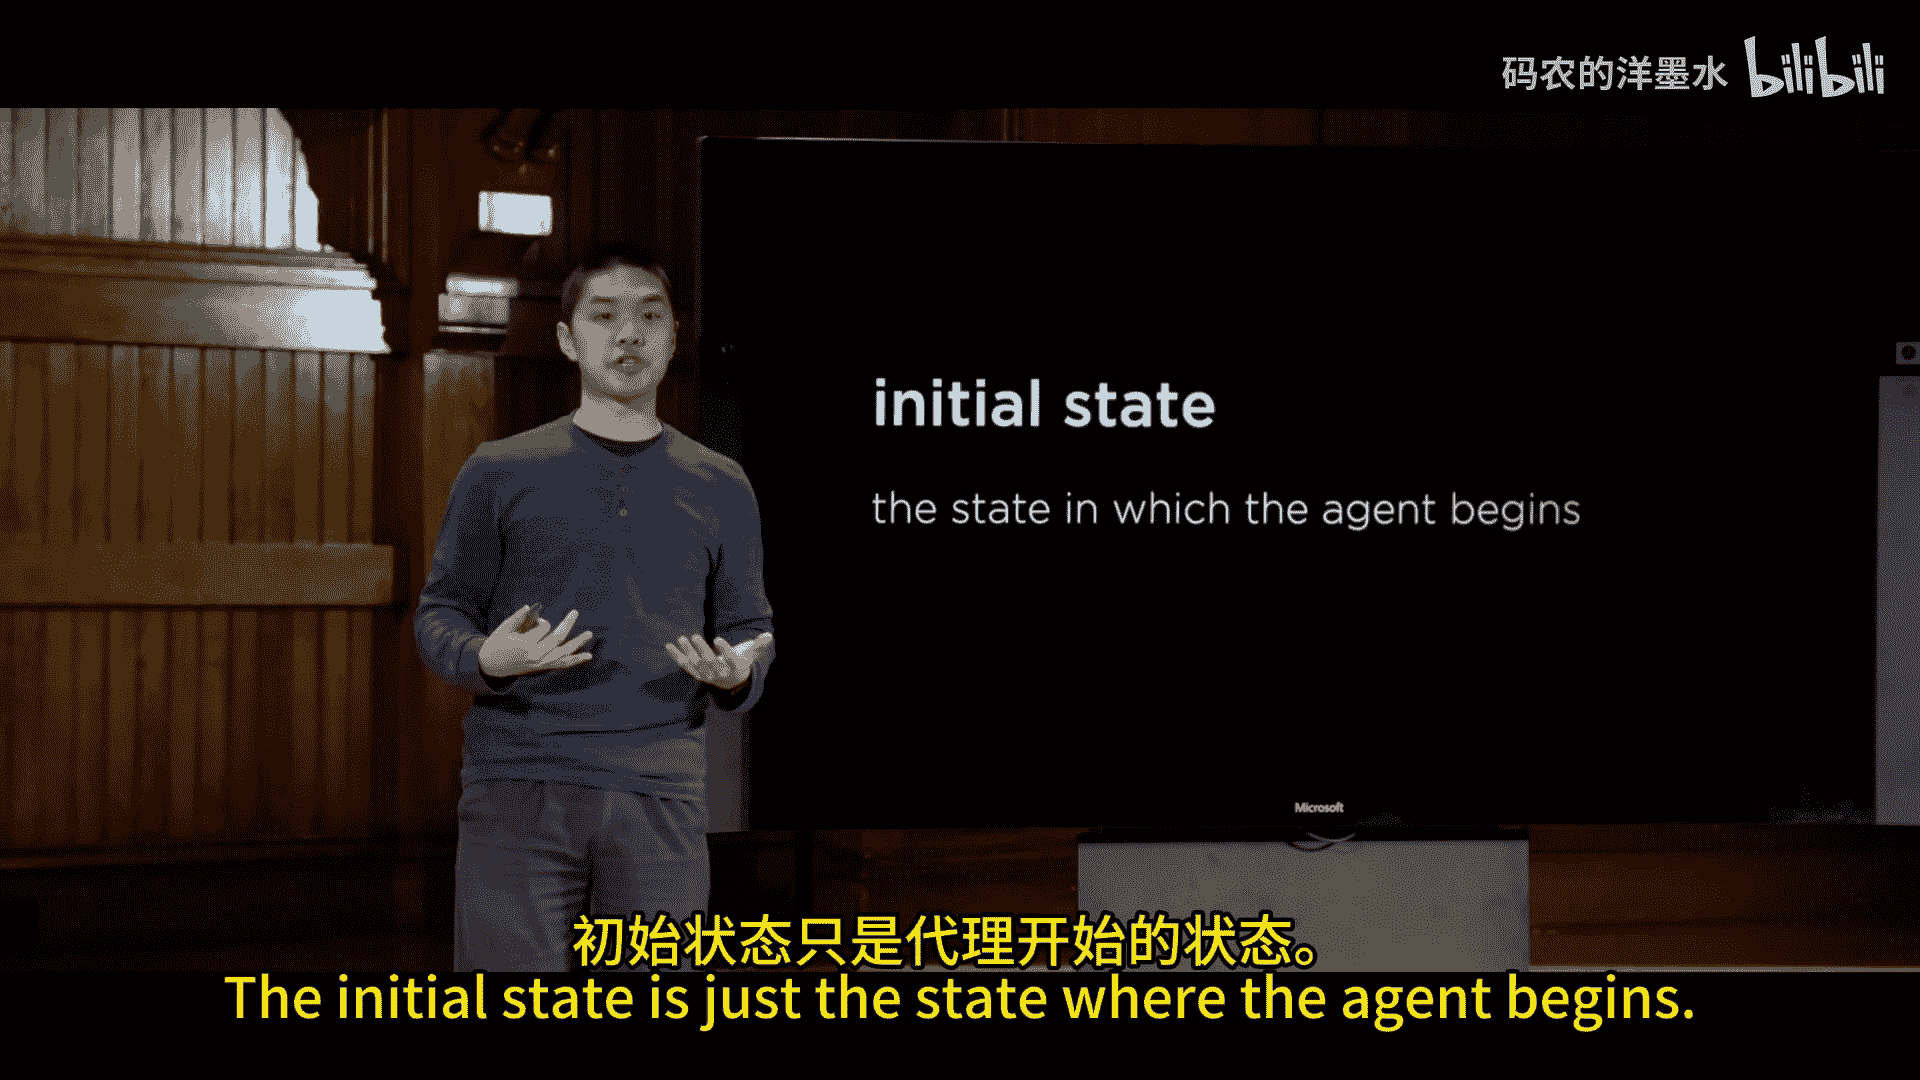 码农的洋墨水 bilibili
initial state
the state in which the agent begins
Microsoft
初始状态只是代理开始的状态。
The initial state is just the state where the agent begins.